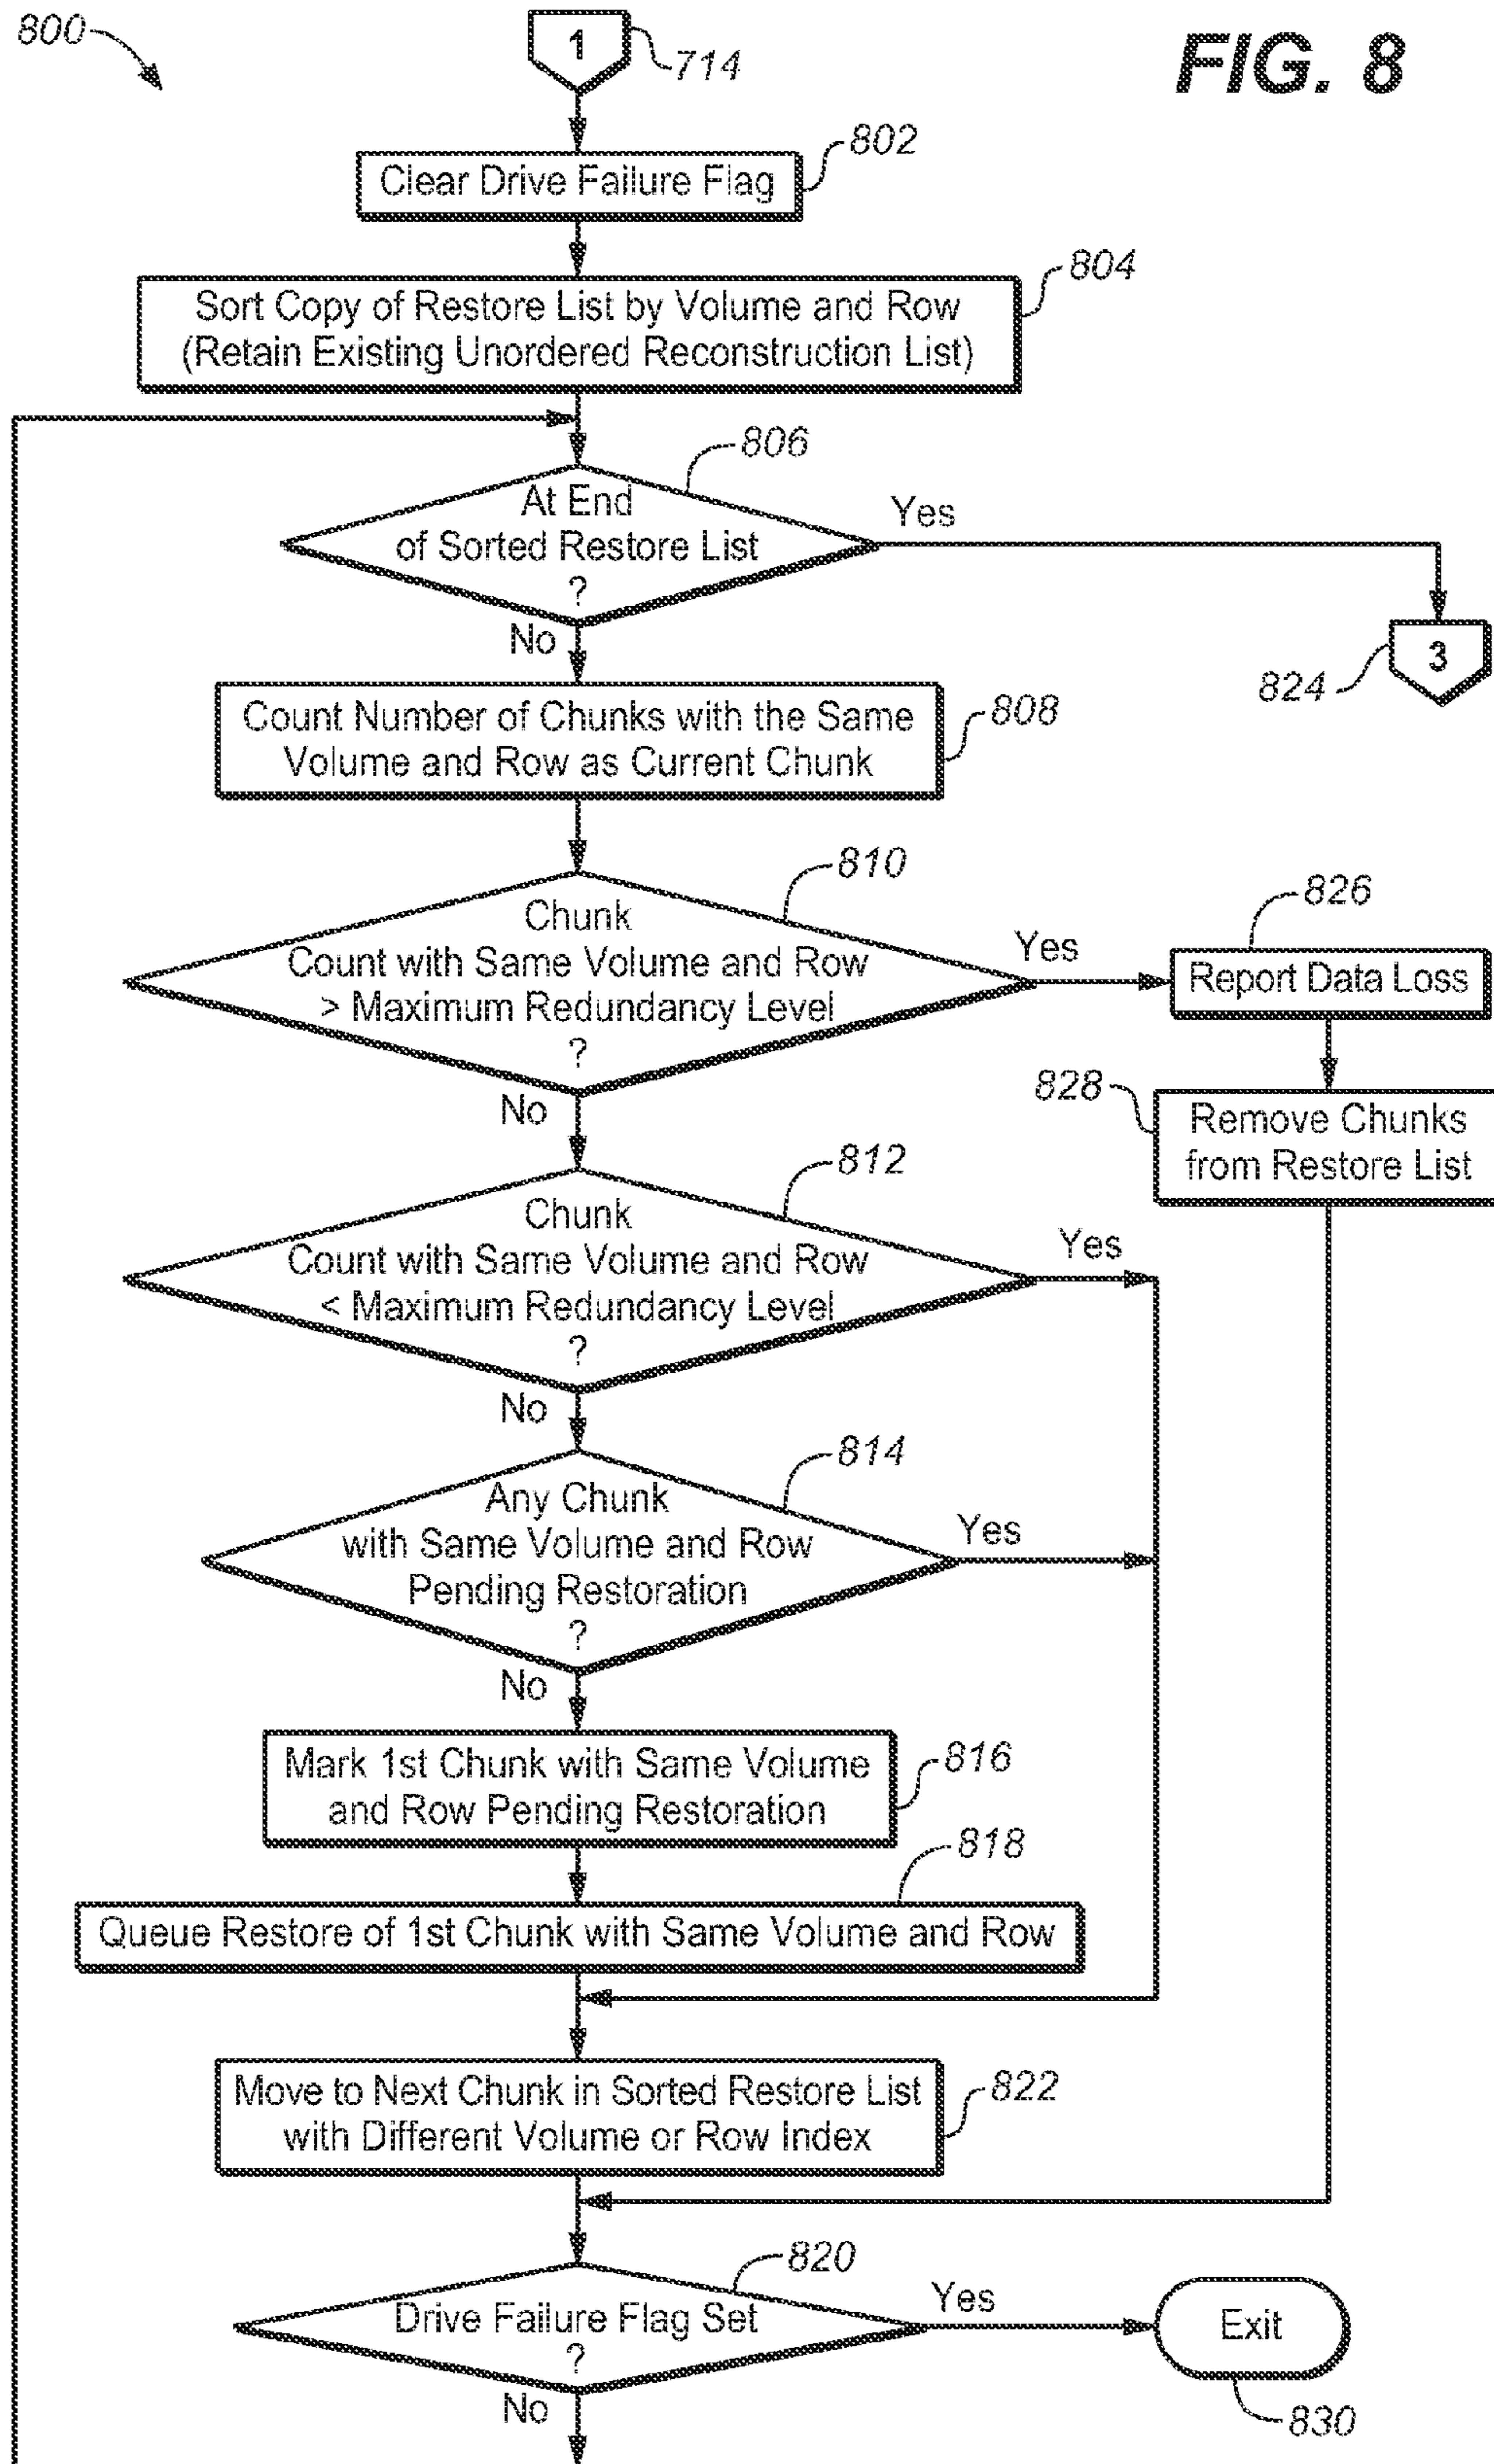 800
1
714
FIG. 8
802
Clear Drive Failure Flag
804
Sort Copy of Restore List by Volume and Row
(Retain Existing Unordered Reconstruction List)
806
At End
of Sorted Restore List
?
Yes
No
3
824
Count Number of Chunks with the Same
Volume and Row as Current Chunk
808
810
Chunk
Count with Same Volume and Row
> Maximum Redundancy Level
?
Yes
No
826
Report Data Loss
828
Remove Chunks
from Restore List
812
Chunk
Count with Same Volume and Row
< Maximum Redundancy Level
?
Yes
No
814
Any Chunk
with Same Volume and Row
Pending Restoration
?
Yes
No
Mark 1st Chunk with Same Volume
and Row Pending Restoration
816
818
Queue Restore of 1st Chunk with Same Volume and Row
Move to Next Chunk in Sorted Restore List
with Different Volume or Row Index
822
820
Drive Failure Flag Set
?
Yes
No
Exit
830